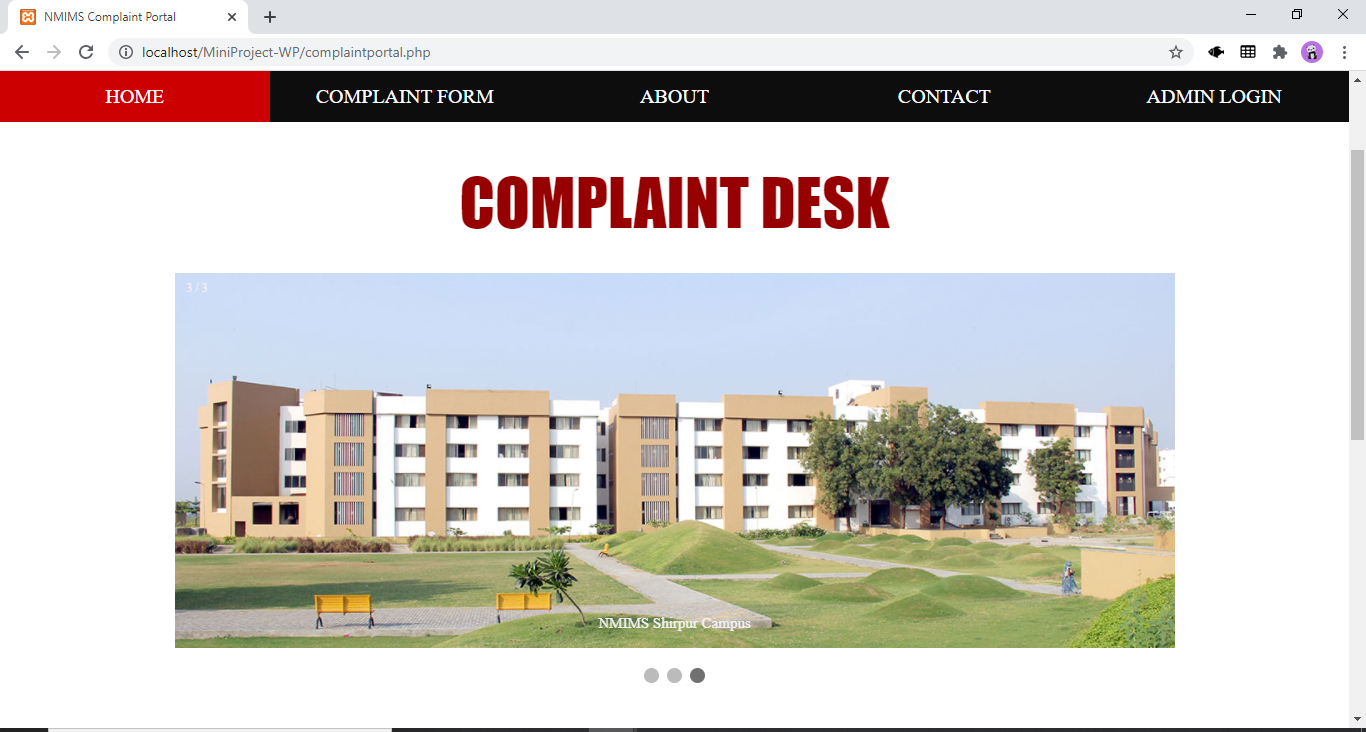 NMIMS Complaint Portal
localhost/MiniProject-WP/complaintportal.php
HOME COMPLAINT FORM ABOUT CONTACT ADMIN LOGIN
COMPLAINT DESK
3 / 3
NMIMS Shirpur Campus